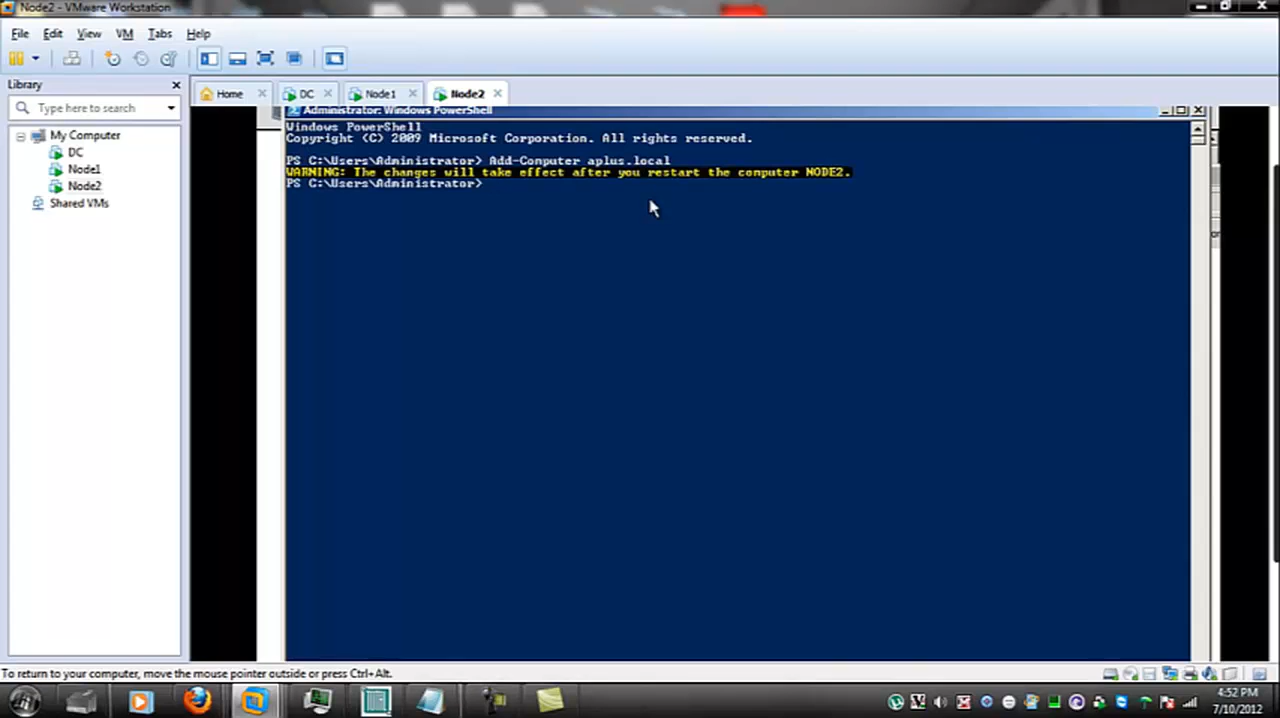 Node2 - VMware Workstation
File Edit View VM Tabs Help
Library
Type here to search
My Computer
DC
Node1
Node2
Shared VMs
Home
DC
Node1
Node2
Administrator: Windows PowerShell
Windows PowerShell
Copyright (C) 2009 Microsoft Corporation. All rights reserved.
PS C:\Users\Administrator> Add-Computer aplus.local
WARNING: The changes will take effect after you restart the computer NODE2.
PS C:\Users\Administrator>
To return to your computer, move the mouse pointer outside or press Ctrl+Alt.
4:52 PM
7/10/2012